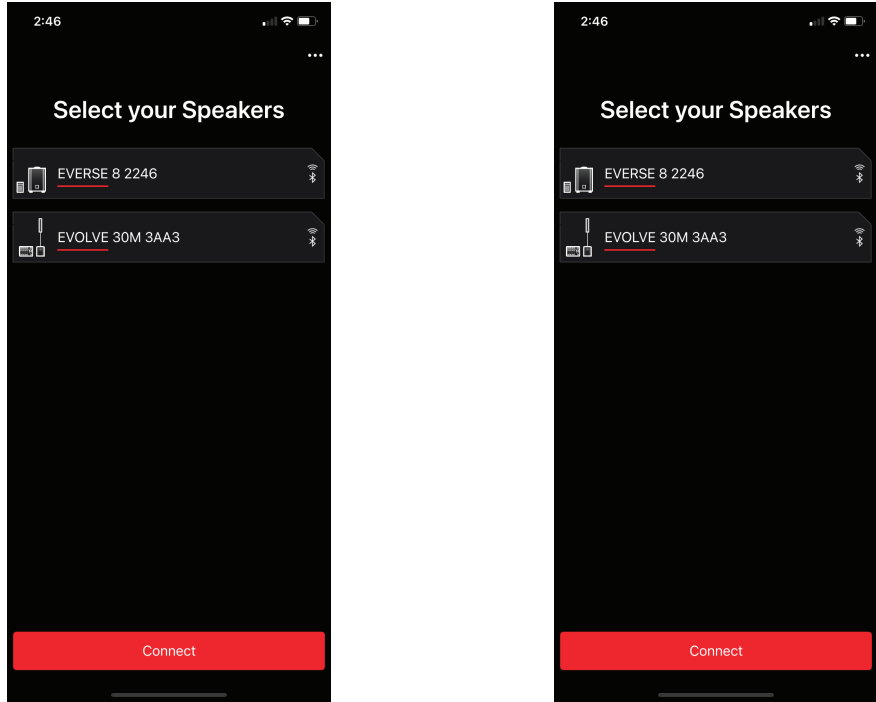 2:46
Select your Speakers
EVERSE 8 2246
EVOLVE 30M 3AA3
Connect
2:46
Select your Speakers
EVERSE 8 2246
EVOLVE 30M 3AA3
Connect